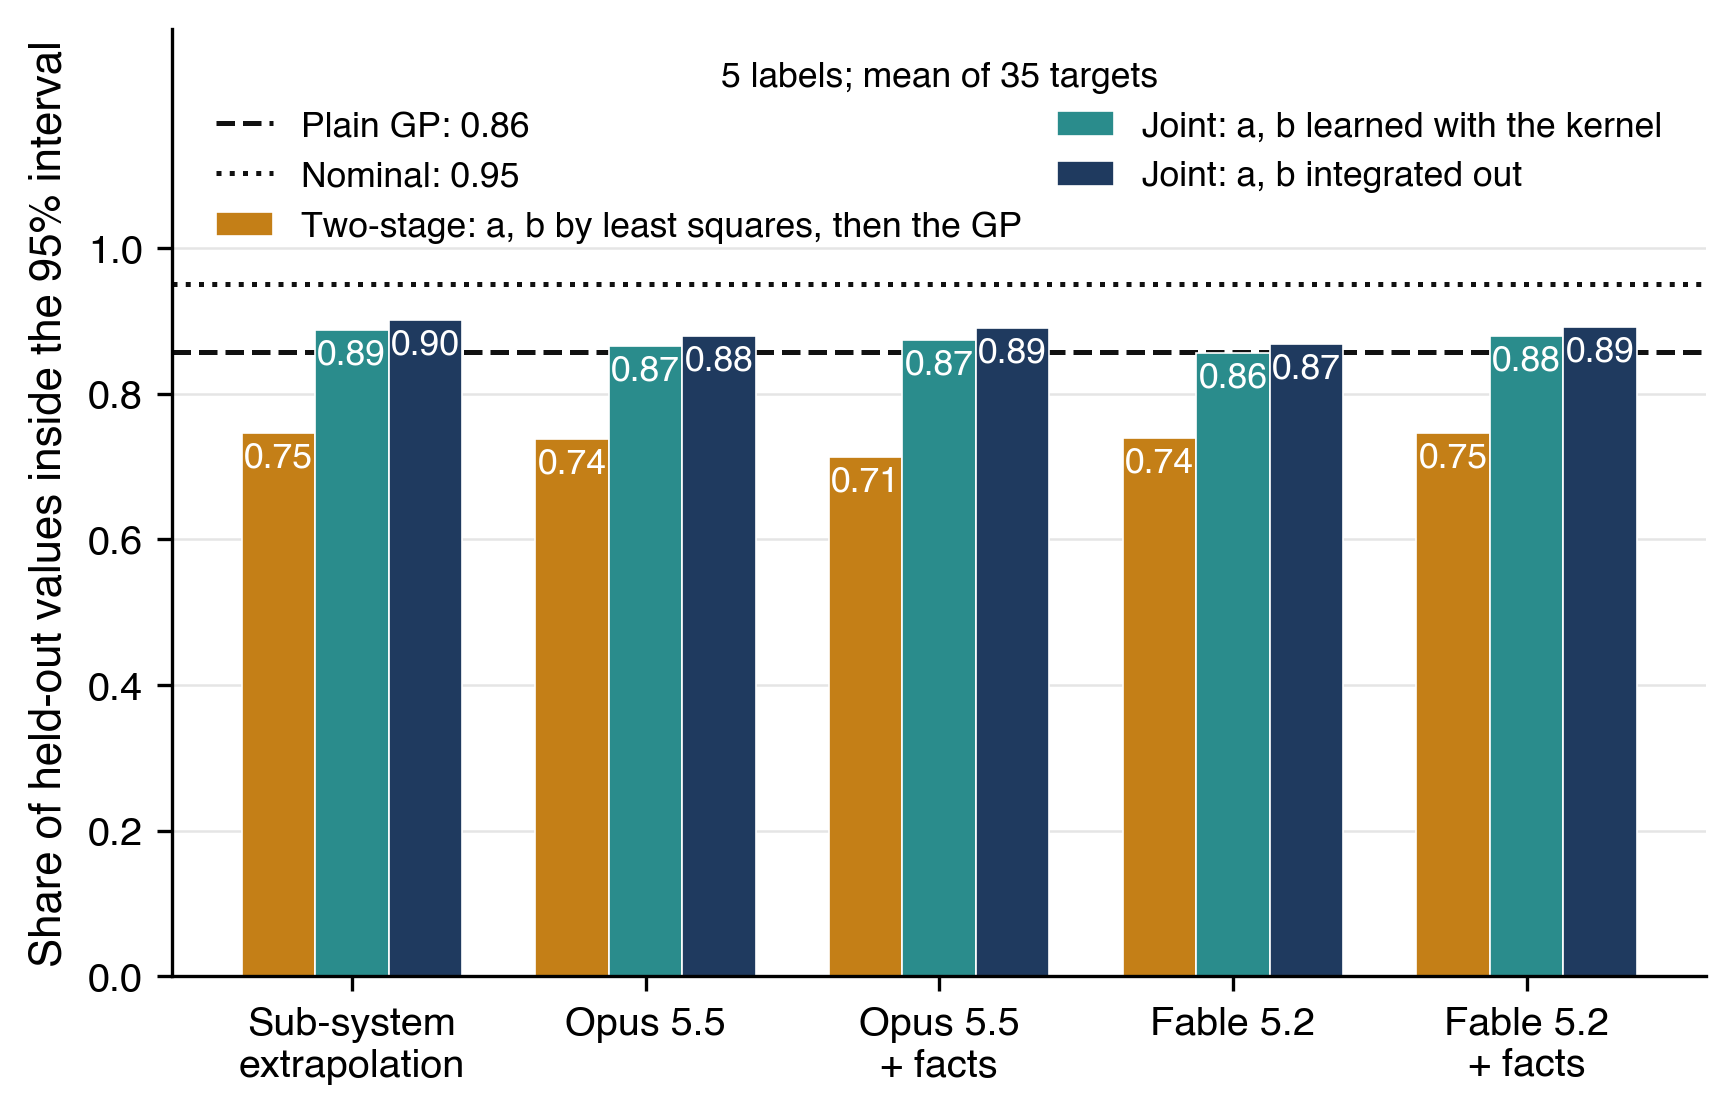 Share of held-out values inside the 95% interval
5 labels; mean of 35 targets
Plain GP: 0.86
Nominal: 0.95
Two-stage: a, b by least squares, then the GP
Joint: a, b learned with the kernel
Joint: a, b integrated out
1.0
0.8
0.6
0.4
0.2
0.0
0.75 0.89 0.90
0.74 0.87 0.88
0.71 0.87 0.89
0.74 0.86 0.87
0.75 0.88 0.89
Sub-system
extrapolation
Opus 5.5
Opus 5.5
+ facts
Fable 5.2
Fable 5.2
+ facts